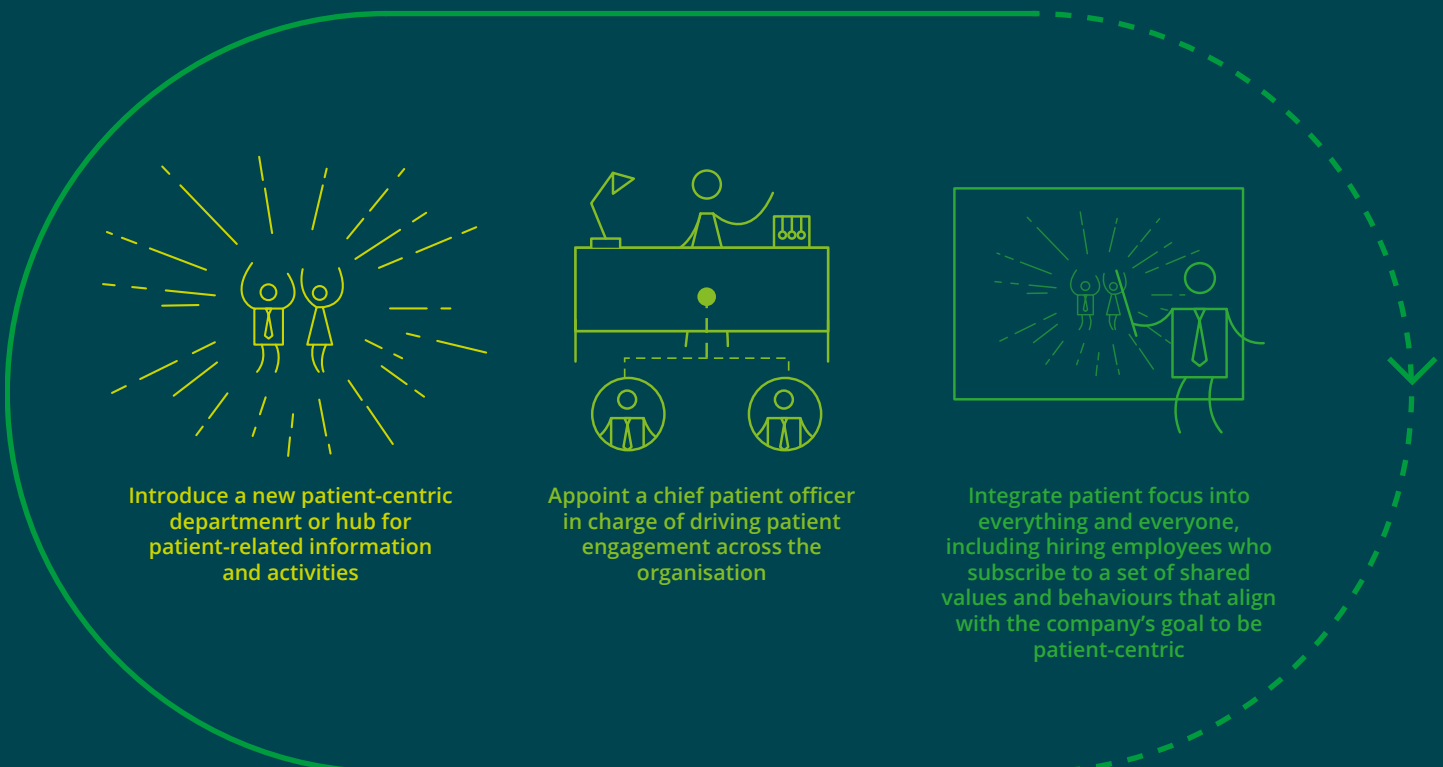 Introduce a new patient-centric
departmenrt or hub for
patient-related information
and activities
Appoint a chief patient officer
in charge of driving patient
engagement across the
organisation
Integrate patient focus into
everything and everyone,
including hiring employees who
subscribe to a set of shared
values and behaviours that align
with the company’s goal to be
patient-centric